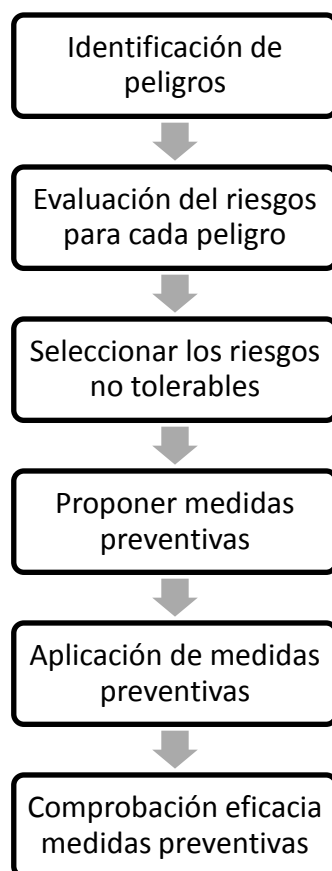 Identificación de
peligros
Evaluación del riesgos
para cada peligro
Seleccionar los riesgos
no tolerables
Proponer medidas
preventivas
Aplicación de medidas
preventivas
Comprobación eficacia
medidas preventivas